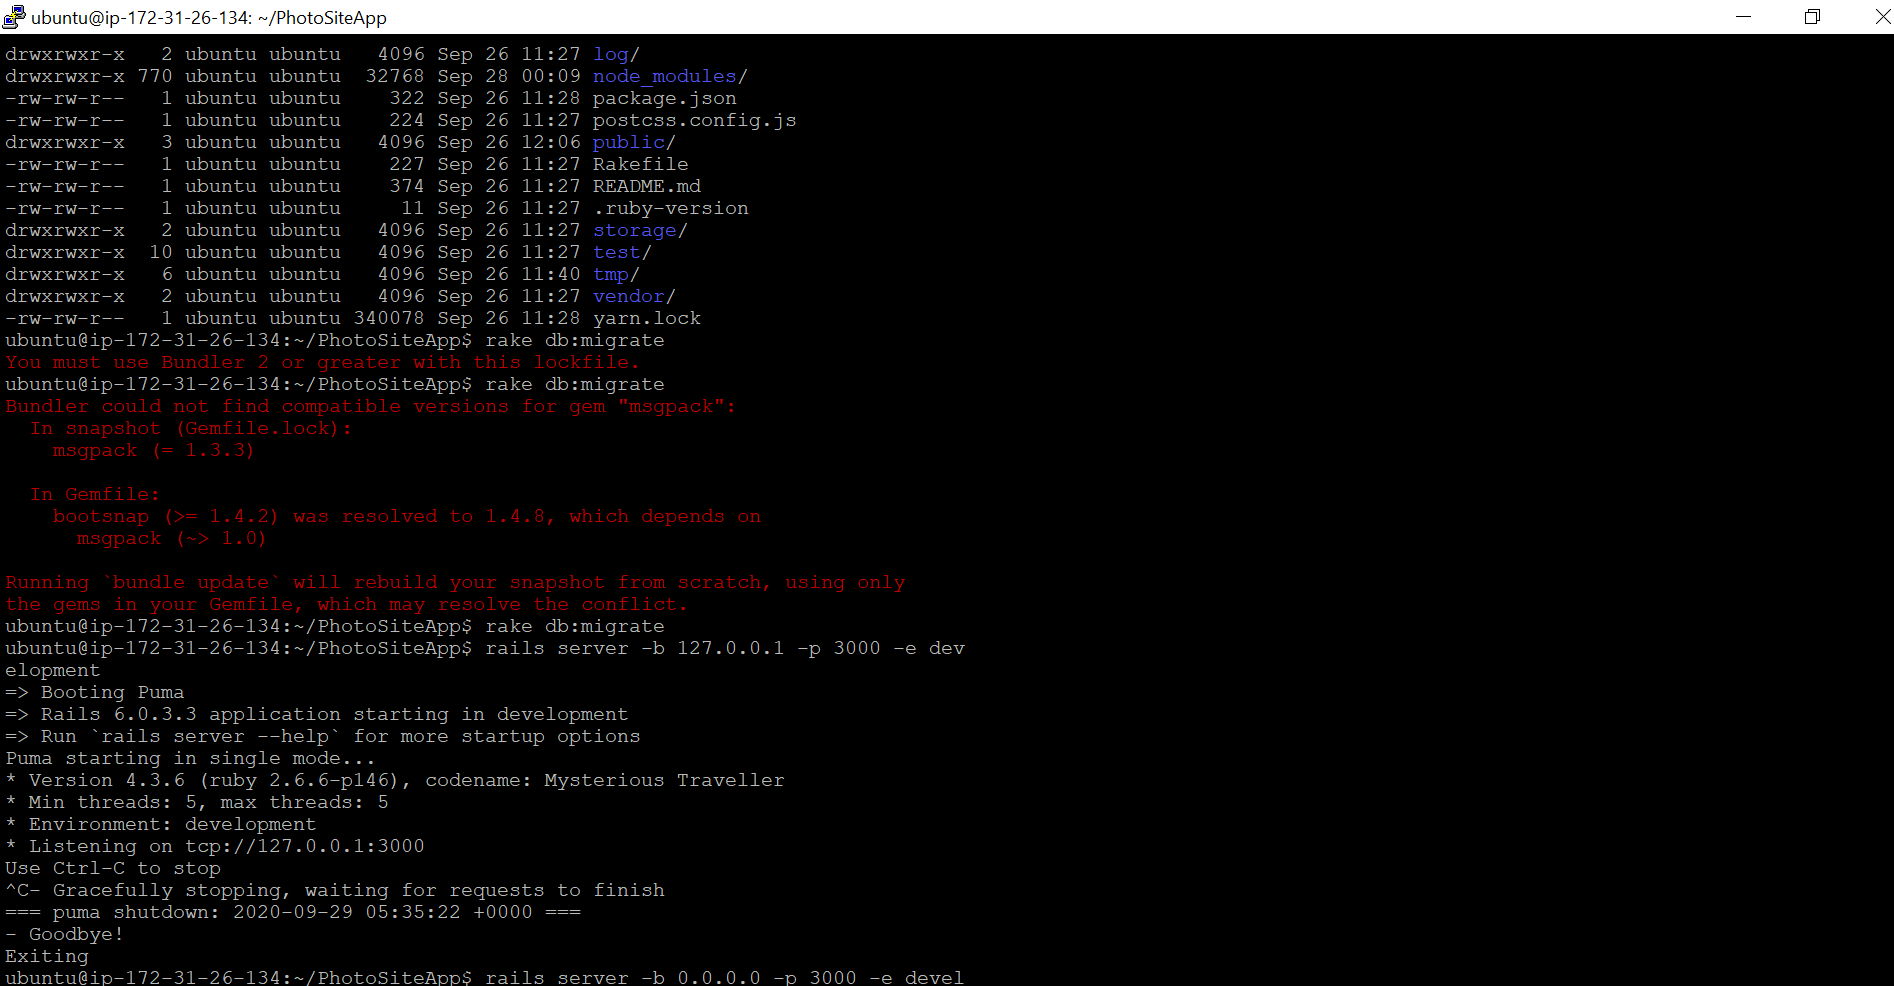 ubuntu@ip-172-31-26-134: ~/PhotoSiteApp
drwxrwxr-x   2 ubuntu ubuntu   4096 Sep 26 11:27 log/
drwxrwxr-x 770 ubuntu ubuntu  32768 Sep 28 00:09 node_modules/
-rw-rw-r--   1 ubuntu ubuntu    322 Sep 26 11:28 package.json
-rw-rw-r--   1 ubuntu ubuntu    224 Sep 26 11:27 postcss.config.js
drwxrwxr-x   3 ubuntu ubuntu   4096 Sep 26 12:06 public/
-rw-rw-r--   1 ubuntu ubuntu    227 Sep 26 11:27 Rakefile
-rw-rw-r--   1 ubuntu ubuntu    374 Sep 26 11:27 README.md
-rw-rw-r--   1 ubuntu ubuntu     11 Sep 26 11:27 .ruby-version
drwxrwxr-x   2 ubuntu ubuntu   4096 Sep 26 11:27 storage/
drwxrwxr-x  10 ubuntu ubuntu   4096 Sep 26 11:27 test/
drwxrwxr-x   6 ubuntu ubuntu   4096 Sep 26 11:40 tmp/
drwxrwxr-x   2 ubuntu ubuntu   4096 Sep 26 11:27 vendor/
-rw-rw-r--   1 ubuntu ubuntu 340078 Sep 26 11:28 yarn.lock
ubuntu@ip-172-31-26-134:~/PhotoSiteApp$ rake db:migrate
You must use Bundler 2 or greater with this lockfile.
ubuntu@ip-172-31-26-134:~/PhotoSiteApp$ rake db:migrate
Bundler could not find compatible versions for gem "msgpack":
  In snapshot (Gemfile.lock):
    msgpack (= 1.3.3)
  In Gemfile:
    bootsnap (>= 1.4.2) was resolved to 1.4.8, which depends on
      msgpack (~> 1.0)
Running `bundle update` will rebuild your snapshot from scratch, using only
the gems in your Gemfile, which may resolve the conflict.
ubuntu@ip-172-31-26-134:~/PhotoSiteApp$ rake db:migrate
ubuntu@ip-172-31-26-134:~/PhotoSiteApp$ rails server -b 127.0.0.1 -p 3000 -e dev
elopment
=> Booting Puma
=> Rails 6.0.3.3 application starting in development
=> Run `rails server --help` for more startup options
Puma starting in single mode...
* Version 4.3.6 (ruby 2.6.6-p146), codename: Mysterious Traveller
* Min threads: 5, max threads: 5
* Environment: development
* Listening on tcp://127.0.0.1:3000
Use Ctrl-C to stop
^C- Gracefully stopping, waiting for requests to finish
=== puma shutdown: 2020-09-29 05:35:22 +0000 ===
- Goodbye!
Exiting
ubuntu@ip-172-31-26-134:~/PhotoSiteApp$ rails server -b 0.0.0.0 -p 3000 -e devel